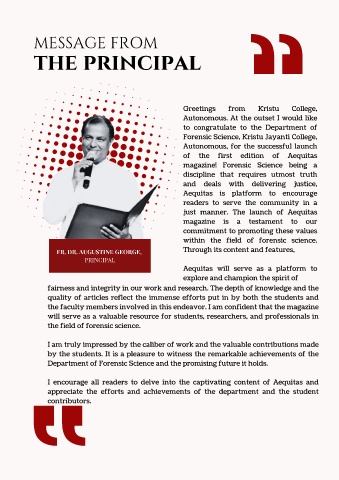 MESSAGE FROM
THE PRINCIPAL
Greetings from Kristu College,
Autonomous. At the outset I would like
to congratulate to the Department of
Forensic Science, Kristu Jayanti College,
Autonomous, for the successful launch
of the first edition of Aequitas
magazine! Forensic Science being a
discipline that requires utmost truth
and deals with delivering Justice,
Aequitas is platform to encourage
readers to serve the community in a
just manner. The launch of Aequitas
magazine is a testament to our
commitment to promoting these values
within the field of forensic science.
Through its content and features,
FR. DR. AUGUSTINE GEORGE,
PRINCIPAL
Aequitas will serve as a platform to
explore and champion the spirit of
fairness and integrity in our work and research. The depth of knowledge and the
quality of articles reflect the immense efforts put in by both the students and
the faculty members involved in this endeavor. I am confident that the magazine
will serve as a valuable resource for students, researchers, and professionals in
the field of forensic science.
I am truly impressed by the caliber of work and the valuable contributions made
by the students. It is a pleasure to witness the remarkable achievements of the
Department of Forensic Science and the promising future it holds.
I encourage all readers to delve into the captivating content of Aequitas and
appreciate the efforts and achievements of the department and the student
contributors.